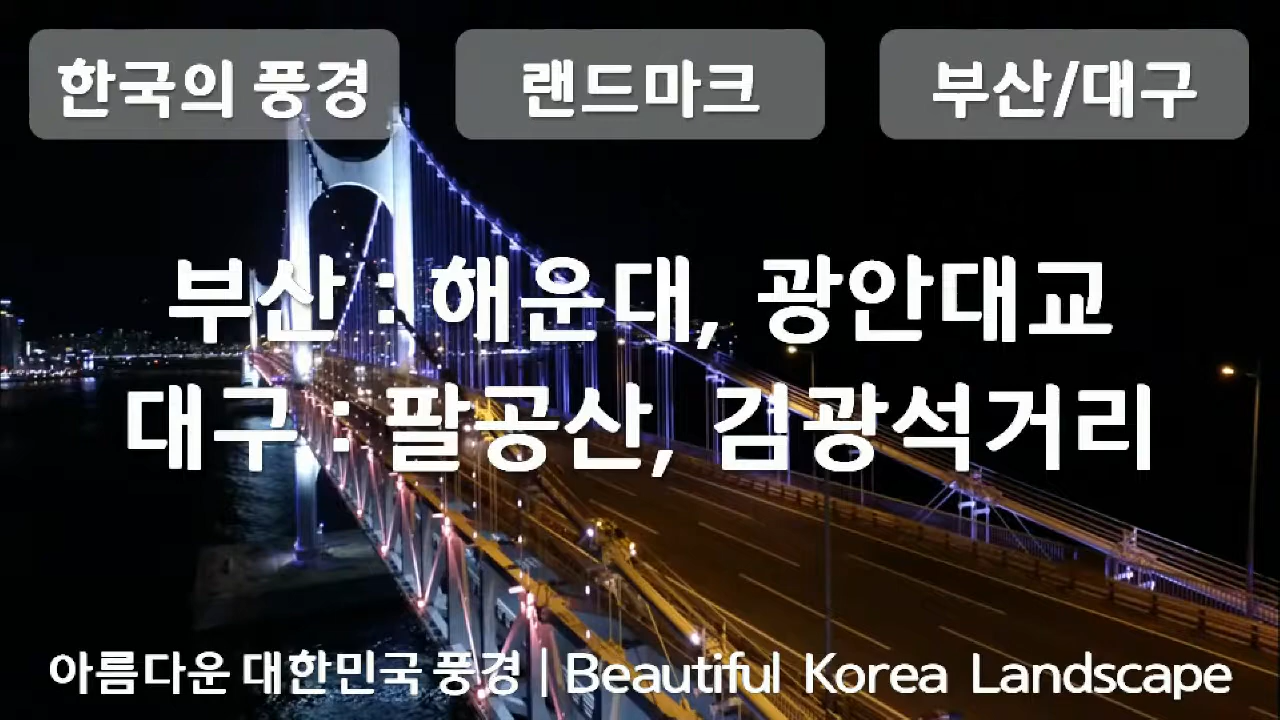 한국의 풍경
랜드마크
부산/대구
부산 : 해운대, 광안대교
대구 : 팔공산, 김광석거리
아름다운 대한민국 풍경 | Beautiful Korea Landscape